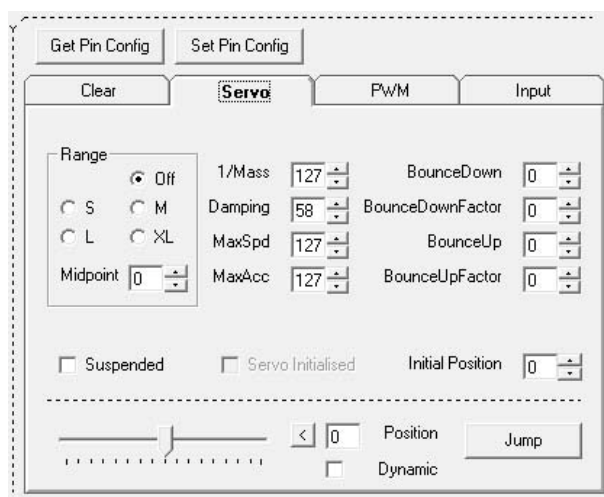 Get Pin Config Set Pin Config
Clear Servo PWM Input
Range
Off 1/Mass 127 BounceDown 0
S M Damping 58 BounceDownFactor 0
L XL MaxSpd 127 BounceUp 0
Midpoint 0 MaxAcc 127 BounceUpFactor 0
Suspended Servo Initialised Initial Position 0
< 0 Position Jump
Dynamic